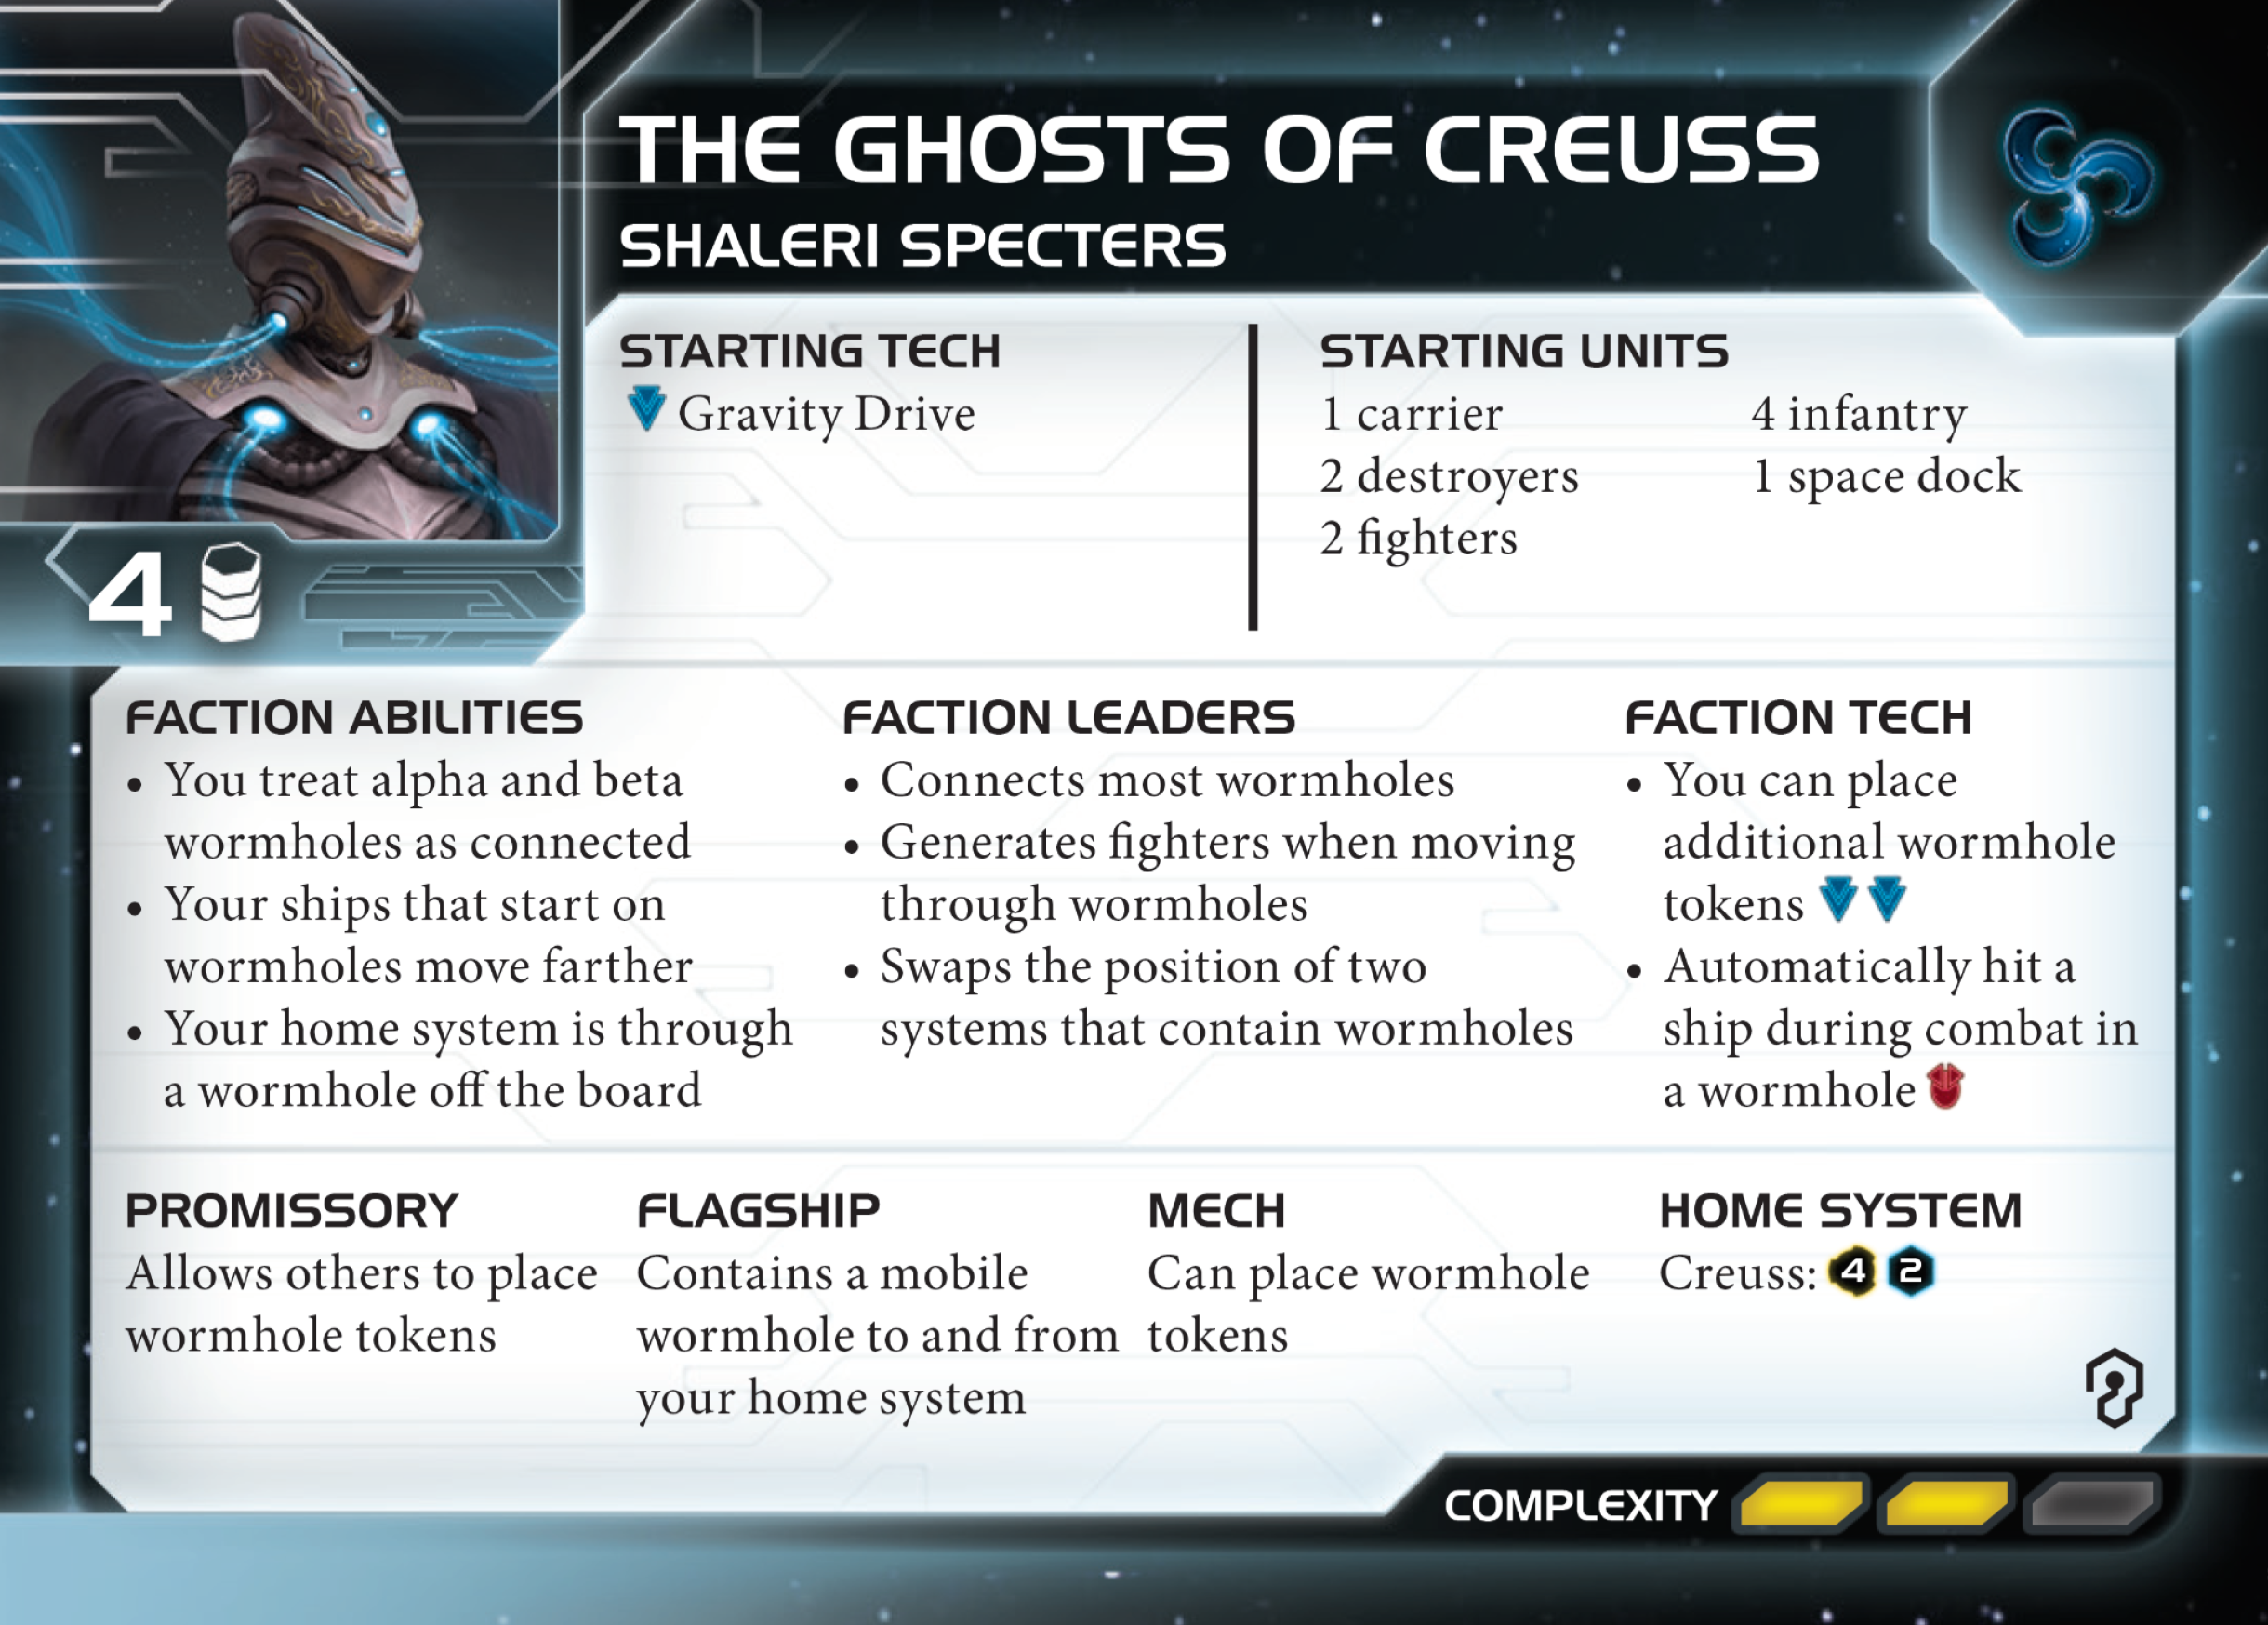 THE GHOSTS OF CREUSS
SHALERI SPECTERS
STARTING TECH
Gravity Drive
STARTING UNITS
1 carrier
2 destroyers
2 fighters
4 infantry
1 space dock
4
FACTION ABILITIES
• You treat alpha and beta
wormholes as connected
• Your ships that start on
wormholes move farther
• Your home system is through
a wormhole off the board
FACTION LEADERS
• Connects most wormholes
• Generates fighters when moving
through wormholes
• Swaps the position of two
systems that contain wormholes
FACTION TECH
• You can place
additional wormhole
tokens
• Automatically hit a
ship during combat in
a wormhole
PROMISSORY
Allows others to place
wormhole tokens
FLAGSHIP
Contains a mobile
wormhole to and from
your home system
MECH
Can place wormhole
tokens
HOME SYSTEM
Creuss: 4 2
COMPLEXITY